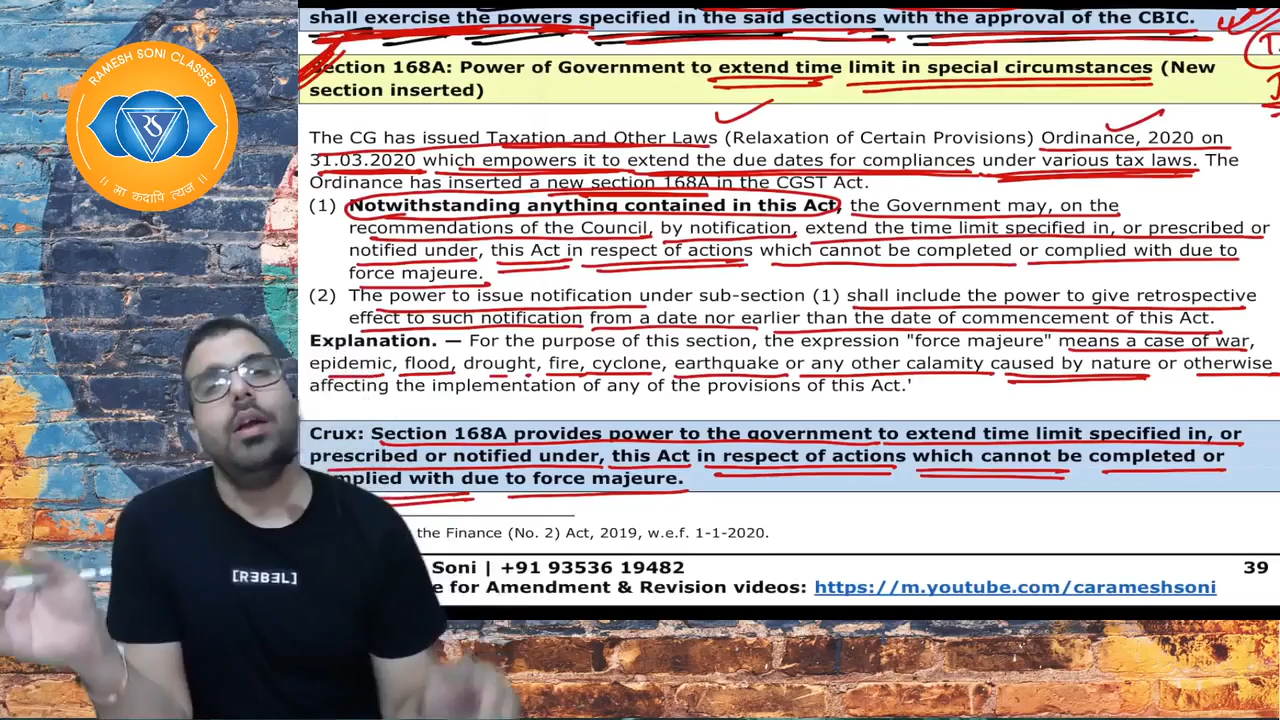 shall exercise the powers specified in the said sections with the approval of the CBIC.
RAMESH SONI CLASSES
RS
॥ मा कदापि त्यज ॥
Section 168A: Power of Government to extend time limit in special circumstances (New
section inserted)
The CG has issued Taxation and Other Laws (Relaxation of Certain Provisions) Ordinance, 2020 on
31.03.2020 which empowers it to extend the due dates for compliances under various tax laws. The
Ordinance has inserted a new section 168A in the CGST Act.
(1) Notwithstanding anything contained in this Act, the Government may, on the
recommendations of the Council, by notification, extend the time limit specified in, or prescribed or
notified under, this Act in respect of actions which cannot be completed or complied with due to
force majeure.
(2) The power to issue notification under sub-section (1) shall include the power to give retrospective
effect to such notification from a date nor earlier than the date of commencement of this Act.
Explanation. — For the purpose of this section, the expression "force majeure" means a case of war,
epidemic, flood, drought, fire, cyclone, earthquake or any other calamity caused by nature or otherwise
affecting the implementation of any of the provisions of this Act.'
Crux: Section 168A provides power to the government to extend time limit specified in, or
prescribed or notified under, this Act in respect of actions which cannot be completed or
mplied with due to force majeure.
the Finance (No. 2) Act, 2019, w.e.f. 1-1-2020.
Soni | +91 93536 19482
39
e for Amendment & Revision videos: https://m.youtube.com/carameshsoni
[RƎBEL]